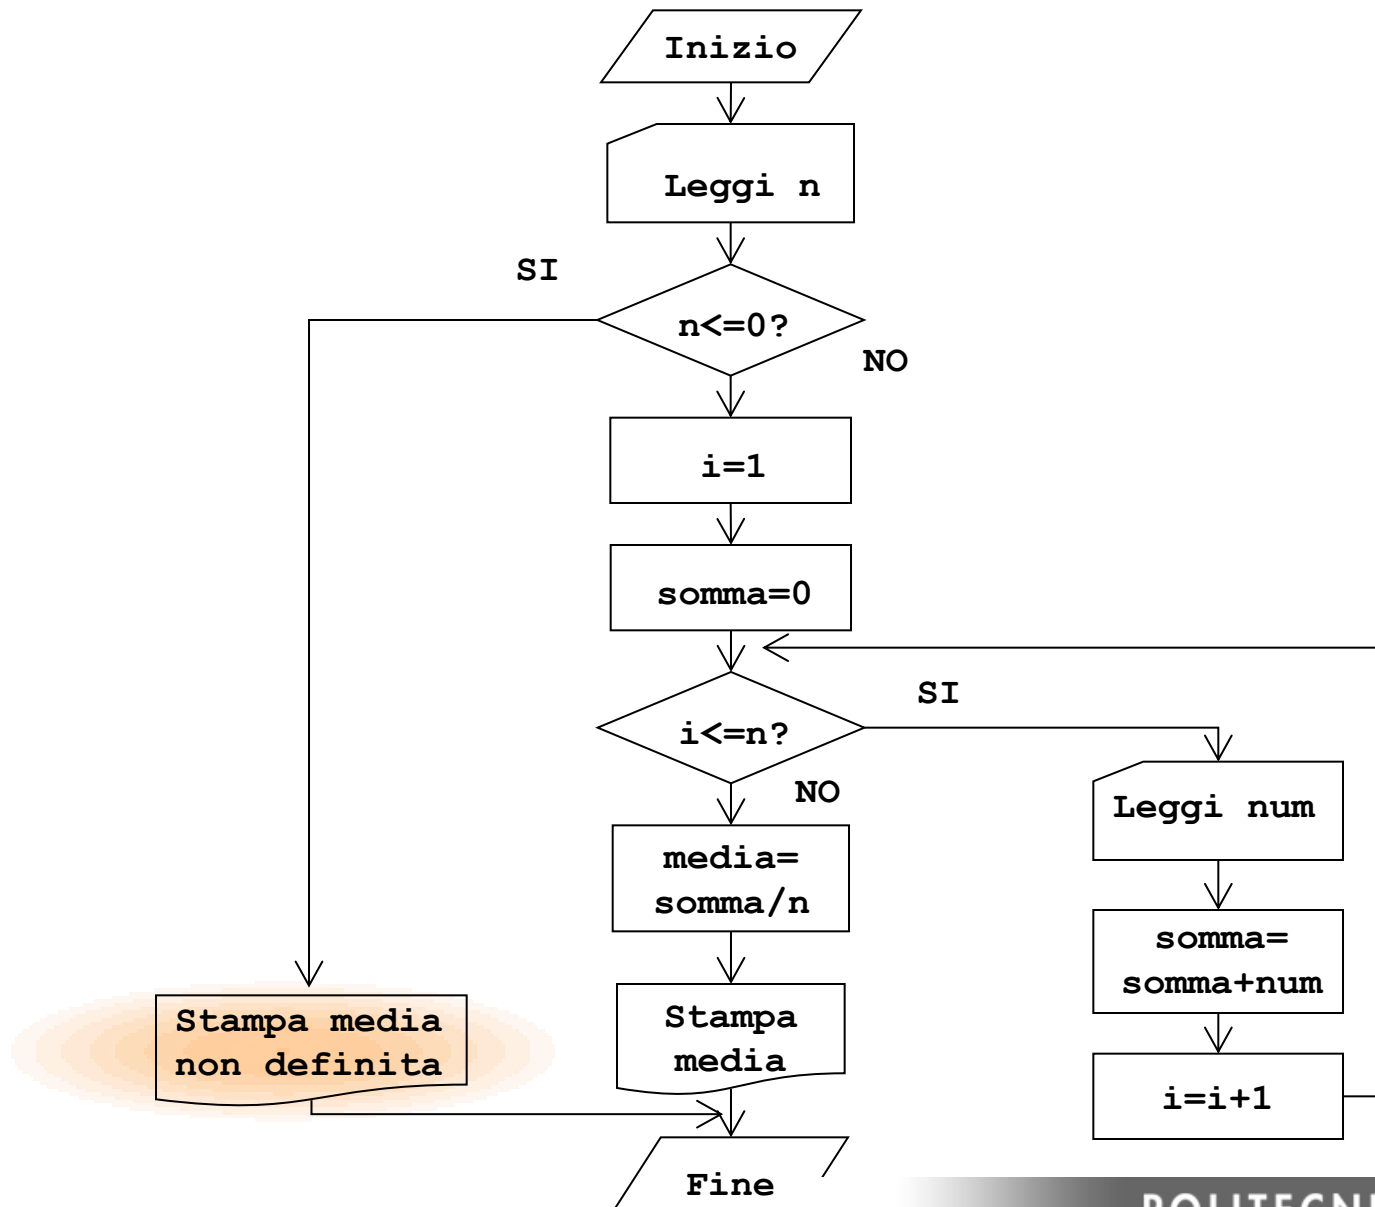 Inizio
Leggi n
SI
n<=0?
NO
i=1
somma=0
SI
i<=n?
NO
Leggi num
media=
somma/n
somma=
somma+num
Stampa media
non definita
Stampa
media
i=i+1
Fine